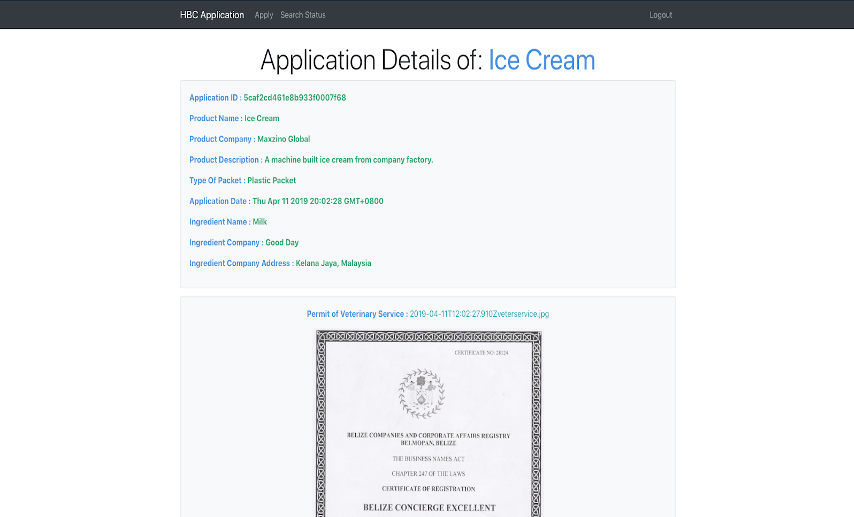 HBC Application Apply Search Status Logout
Application Details of: Ice Cream
Application ID : 5caf2cd461e8b933f0007f68
Product Name : Ice Cream
Product Company : Maxzino Global
Product Description : A machine built ice cream from company factory.
Type Of Packet : Plastic Packet
Application Date : Thu Apr 11 2019 20:02:28 GMT+0800
Ingredient Name : Milk
Ingredient Company : Good Day
Ingredient Company Address : Kelana Jaya, Malaysia
Permit of Veterinary Service : 2019-04-11T12:02:27.910Zveterservice.jpg
CERTIFICATE NO: 28124
BELIZE COMPANIES AND CORPORATE AFFAIRS REGISTRY
BELMOPAN, BELIZE
THE BUSINESS NAMES ACT
CHAPTER 247 OF THE LAWS
CERTIFICATE OF REGISTRATION
BELIZE CONCIERGE EXCELLENT